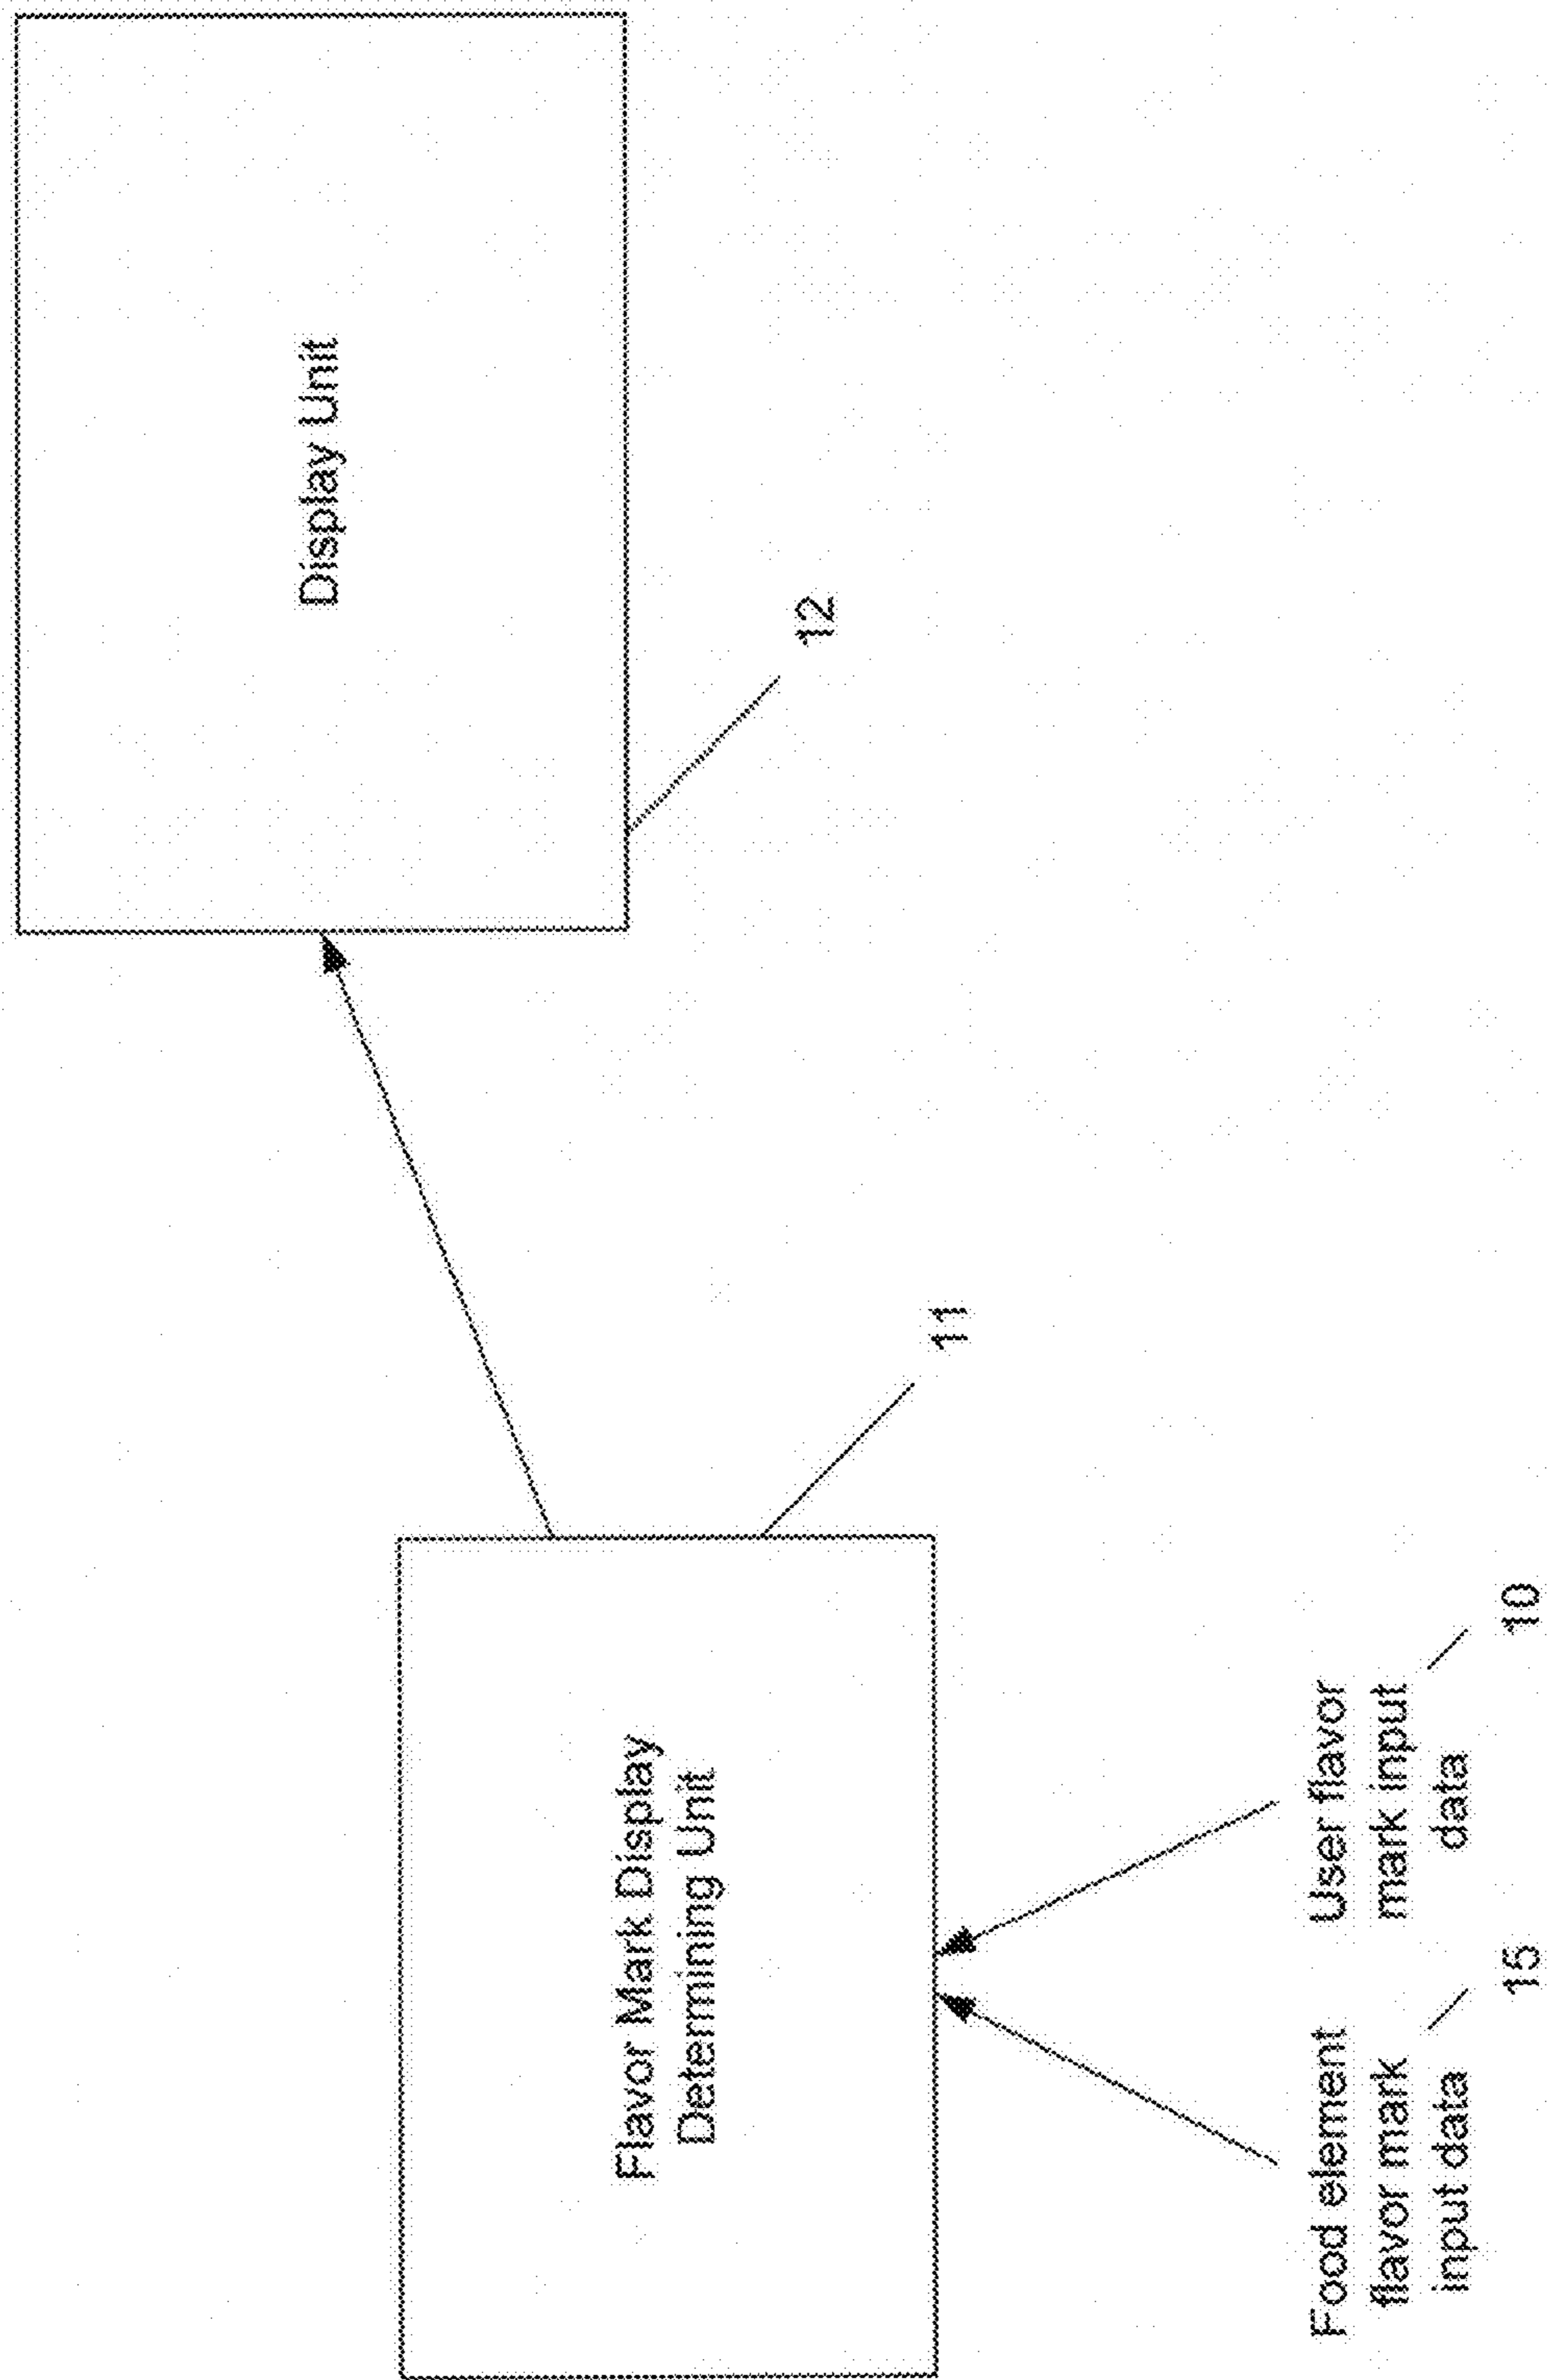 Display Unit
12
Flavor Mark Display
Determining Unit
11
Food element
flavor mark
input data
15
User flavor
mark input
data
10